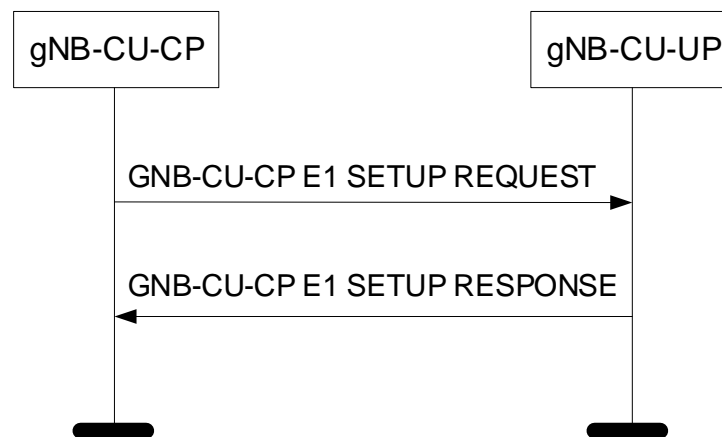 gNB-CU-CP
gNB-CU-UP
GNB-CU-CP E1 SETUP REQUEST
GNB-CU-CP E1 SETUP RESPONSE